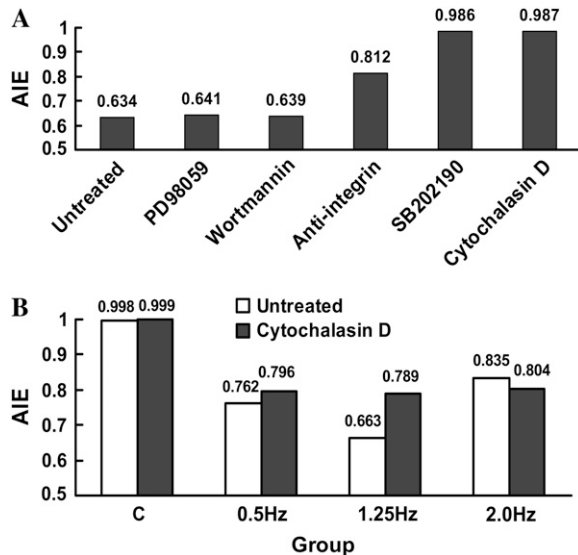 A
AIE
1
0.9
0.8
0.7
0.6
0.5
0.634
0.641
0.639
0.812
0.986
0.987
Untreated
PD98059
Wortmannin
Anti-integrin
SB202190
Cytochalasin D
B
Untreated
Cytochalasin D
AIE
1
0.9
0.8
0.7
0.6
0.5
0.998 0.999
0.762 0.796
0.663 0.789
0.835 0.804
C 0.5Hz 1.25Hz 2.0Hz
Group